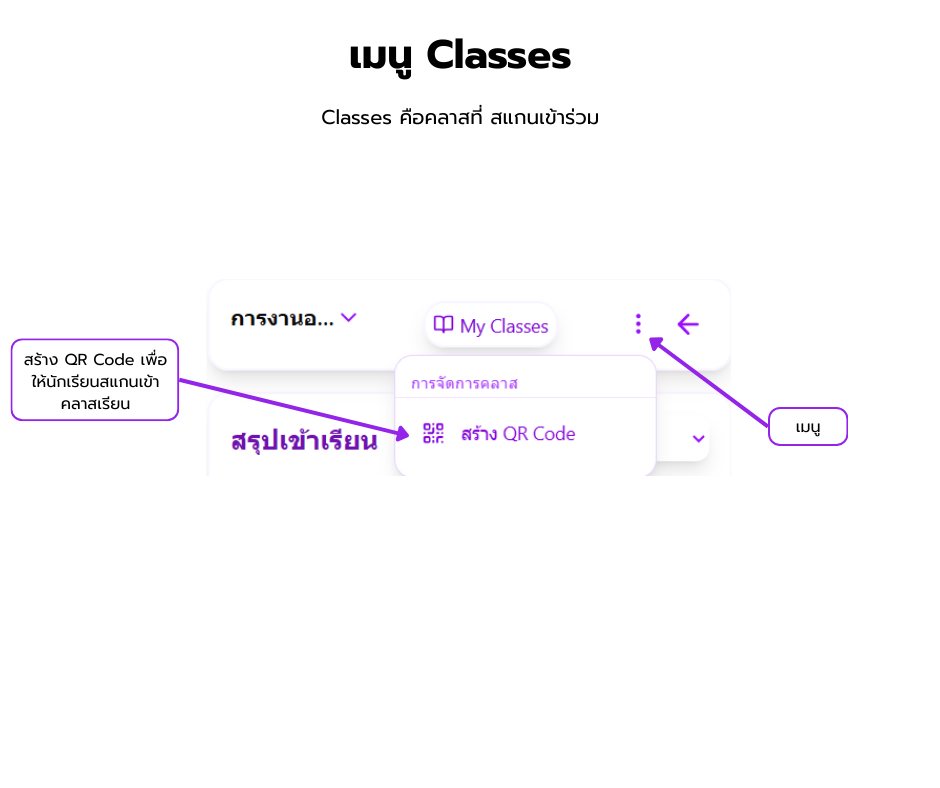 เมนู Classes
Classes คือคลาสที่ สแกนเข้าร่วม
การงานอ...
My Classes
สร้าง QR Code เพื่อ
ให้นักเรียนสแกนเข้า
คลาสเรียน
การจัดการคลาส
เมนู
สรุปเข้าเรียน
สร้าง QR Code